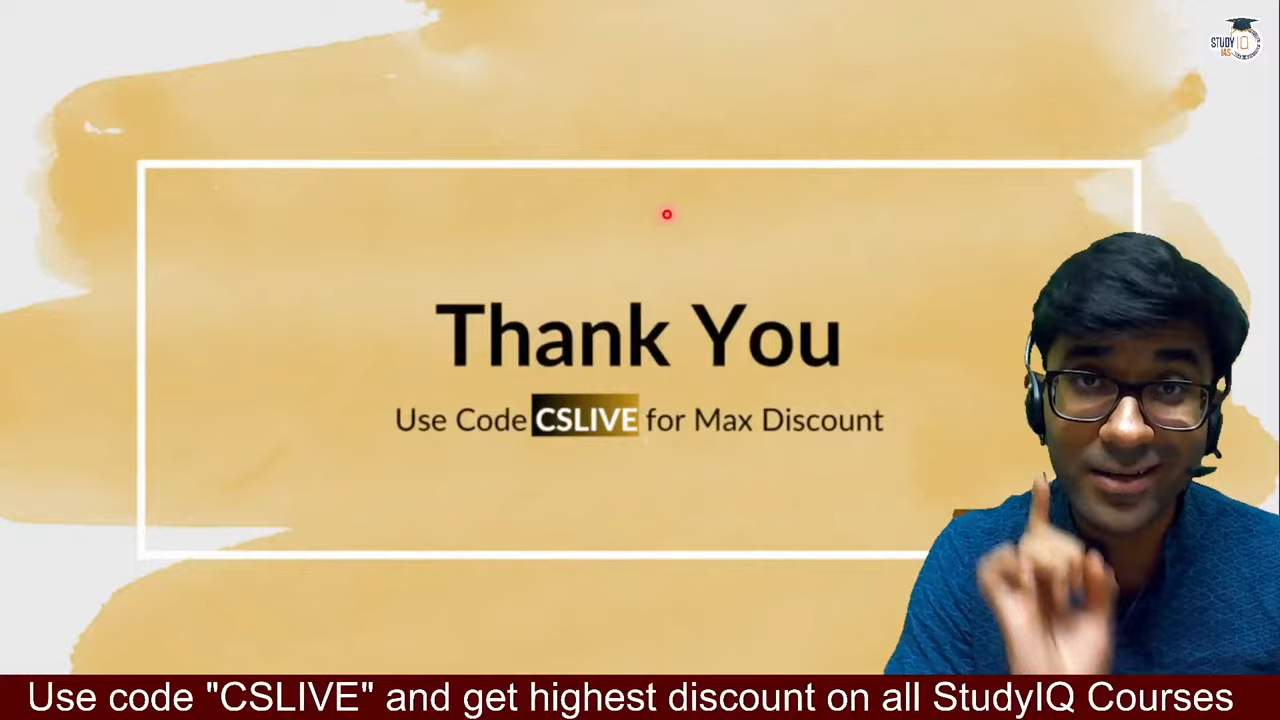 STUDY IQ
IAS
Thank You
Use Code CSLIVE for Max Discount
Use code "CSLIVE" and get highest discount on all StudyIQ Courses